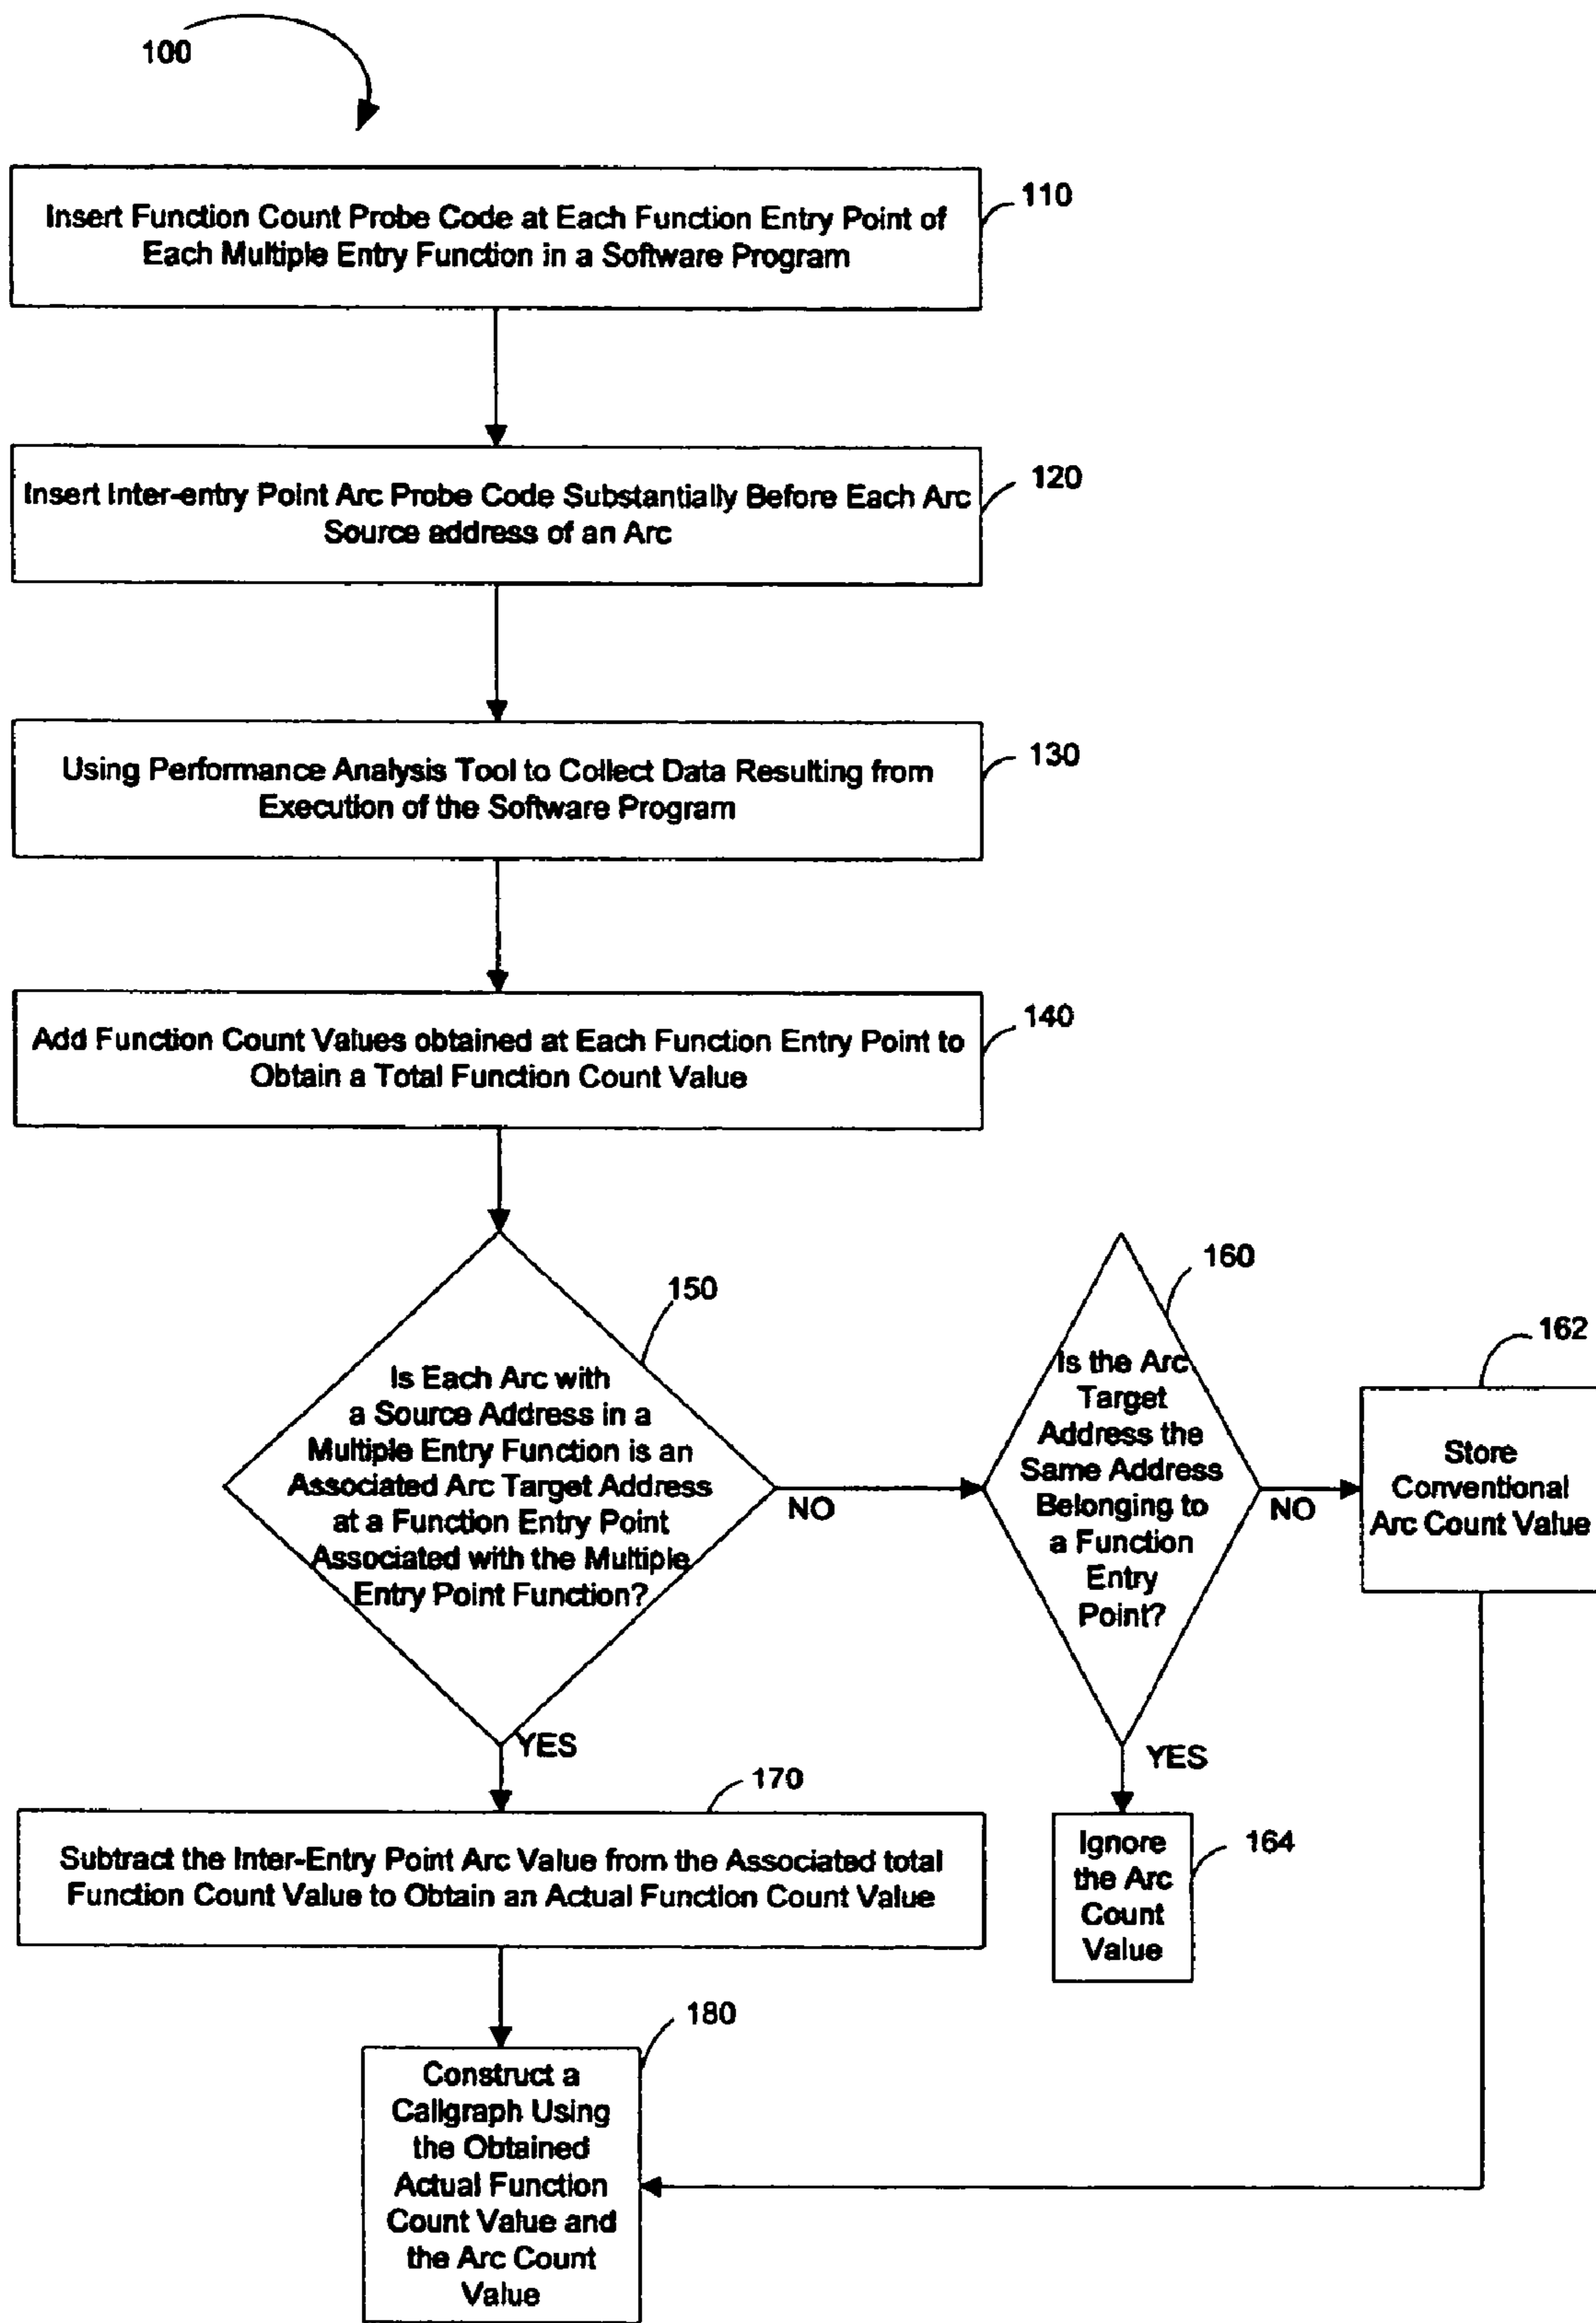 100
Insert Function Count Probe Code at Each Function Entry Point of
Each Multiple Entry Function in a Software Program
110
Insert Inter-entry Point Arc Probe Code Substantially Before Each Arc
Source address of an Arc
120
Using Performance Analysis Tool to Collect Data Resulting from
Execution of the Software Program
130
Add Function Count Values obtained at Each Function Entry Point to
Obtain a Total Function Count Value
140
Is Each Arc with
a Source Address in a
Multiple Entry Function is an
Associated Arc Target Address
at a Function Entry Point
Associated with the Multiple
Entry Point Function?
150
NO
YES
Is the Arc
Target
Address the
Same Address
Belonging to
a Function
Entry
Point?
160
NO
YES
Store
Conventional
Arc Count Value
162
Ignore
the Arc
Count
Value
164
Subtract the Inter-Entry Point Arc Value from the Associated total
Function Count Value to Obtain an Actual Function Count Value
170
Construct a
Callgraph Using
the Obtained
Actual Function
Count Value and
the Arc Count
Value
180